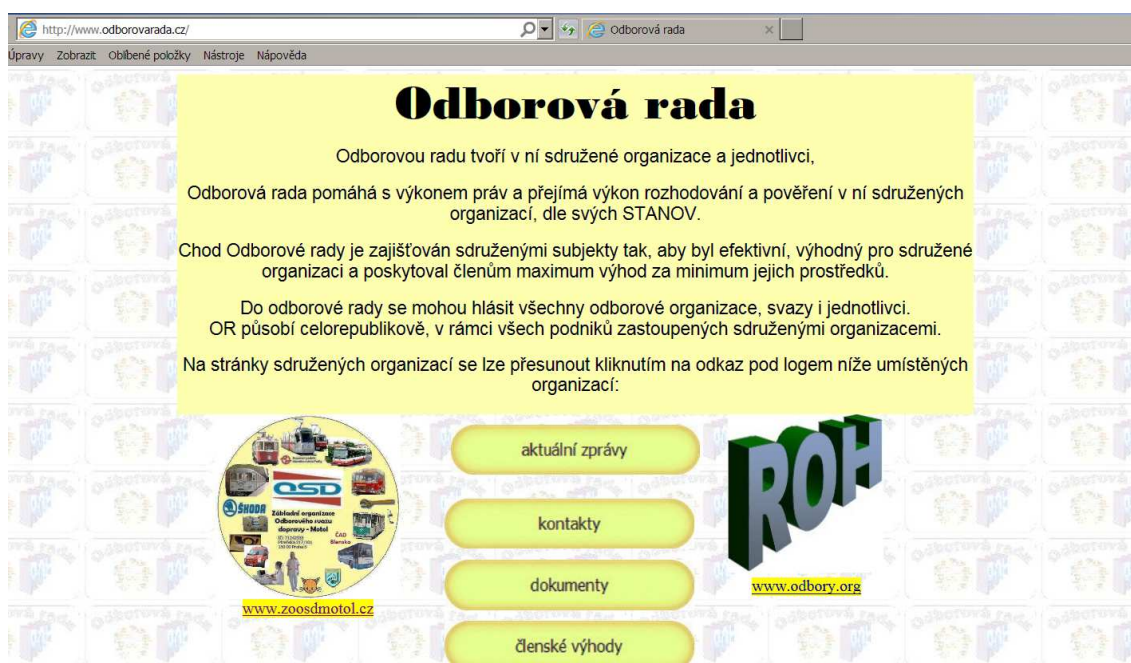 http://www.odborovarada.cz/
Odborová rada
Úpravy Zobrazit Oblíbené položky Nástroje Nápověda
Odborová rada
Odborovou radu tvoří v ní sdružené organizace a jednotlivci,
Odborová rada pomáhá s výkonem práv a přejímá výkon rozhodování a pověření v ní sdružených
organizací, dle svých STANOV.
Chod Odborové rady je zajišťován sdruženými subjekty tak, aby byl efektivní, výhodný pro sdružené
organizaci a poskytoval členům maximum výhod za minimum jejich prostředků.
Do odborové rady se mohou hlásit všechny odborové organizace, svazy i jednotlivci.
OR působí celorepublikově, v rámci všech podniků zastoupených sdruženými organizacemi.
Na stránky sdružených organizací se lze přesunout kliknutím na odkaz pod logem níže umístěných
organizací:
OSD
ŠKODA
Základní organizace
Odborového svazu
dopravy - Motol
ČAD
Blansko
www.zoosdmotol.cz
aktuální zprávy
kontakty
dokumenty
členské výhody
ROH
www.odbory.org